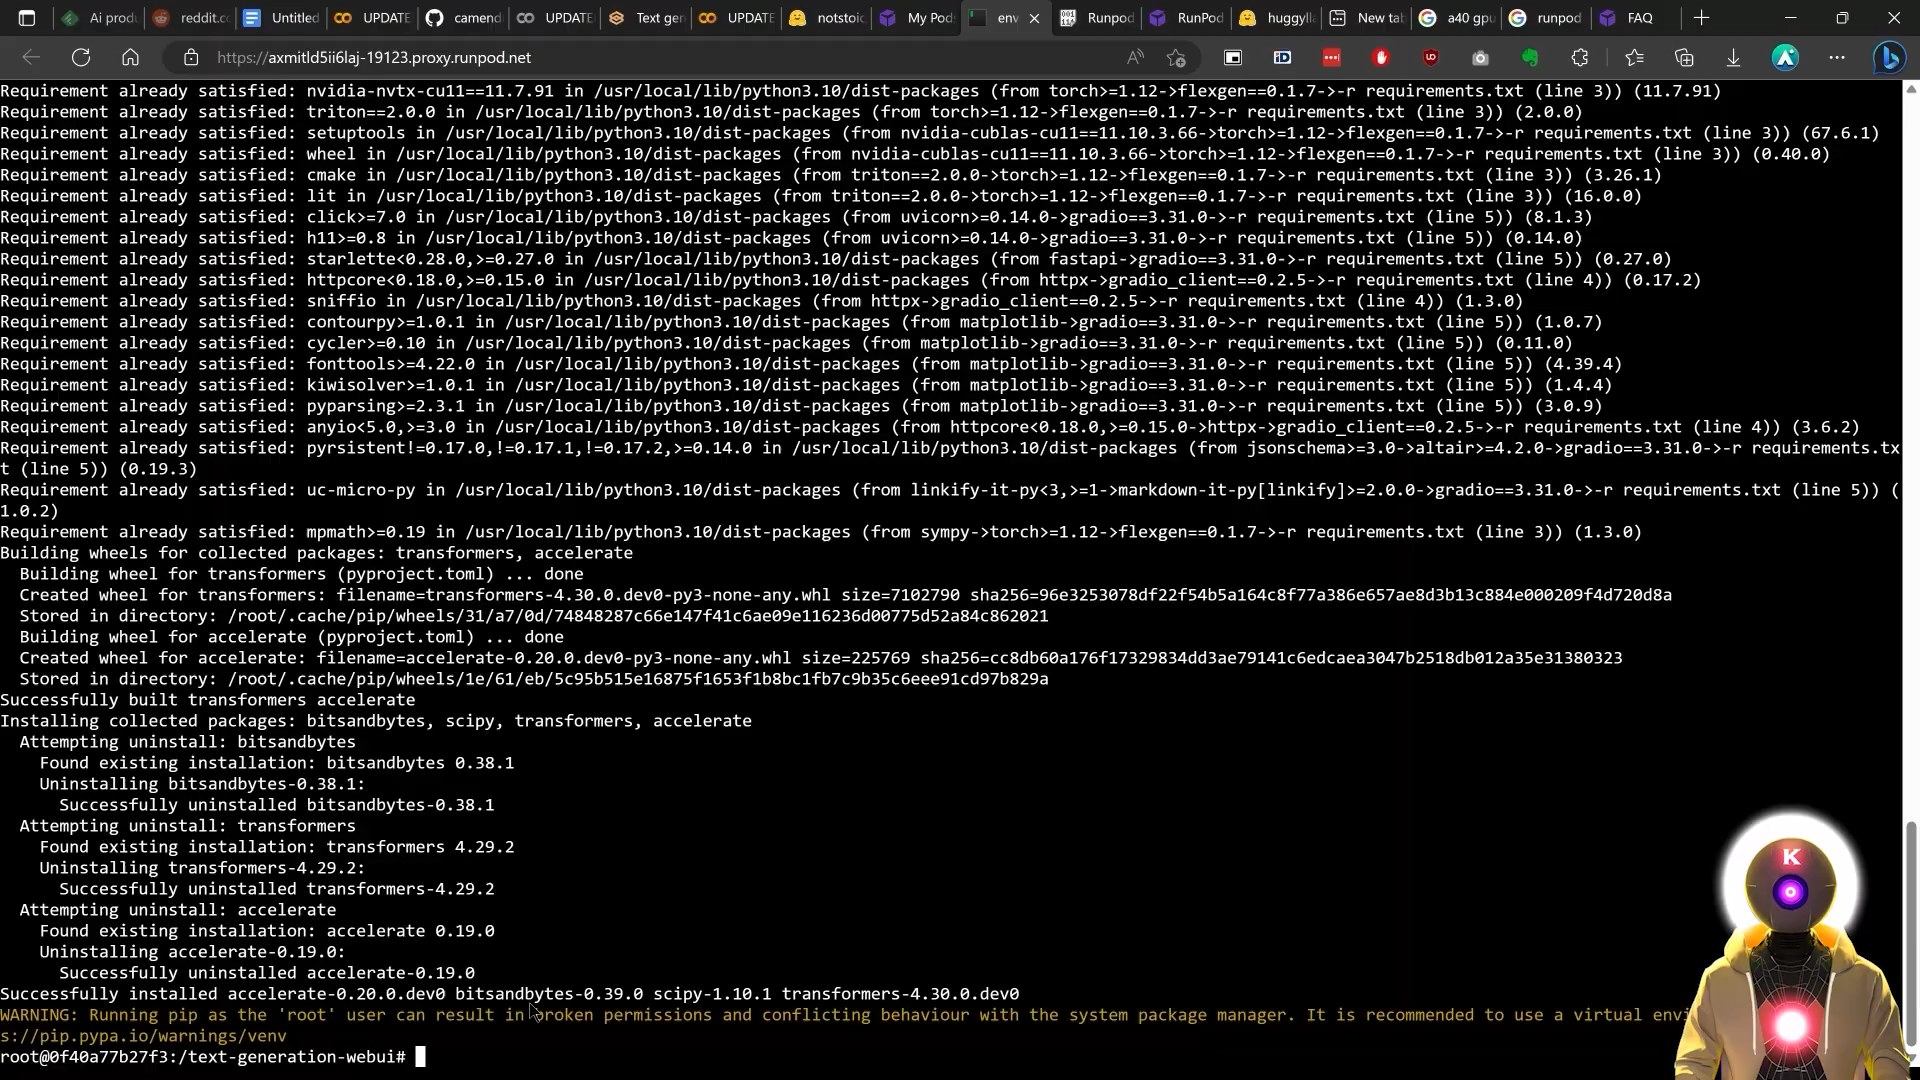 Ai produ
reddit.co
Untitled
UPDATE
camend
UPDATE
Text gen
UPDATE
notstoic
My Pod
env
Runpod
RunPod
huggylla
New tab
a40 gpu
runpod
FAQ
https://axmitld5ii6laj-19123.proxy.runpod.net
Requirement already satisfied: nvidia-nvtx-cu11==11.7.91 in /usr/local/lib/python3.10/dist-packages (from torch>=1.12->flexgen==0.1.7->-r requirements.txt (line 3)) (11.7.91)
Requirement already satisfied: triton==2.0.0 in /usr/local/lib/python3.10/dist-packages (from torch>=1.12->flexgen==0.1.7->-r requirements.txt (line 3)) (2.0.0)
Requirement already satisfied: setuptools in /usr/local/lib/python3.10/dist-packages (from nvidia-cublas-cu11==11.10.3.66->torch>=1.12->flexgen==0.1.7->-r requirements.txt (line 3)) (67.6.1)
Requirement already satisfied: wheel in /usr/local/lib/python3.10/dist-packages (from nvidia-cublas-cu11==11.10.3.66->torch>=1.12->flexgen==0.1.7->-r requirements.txt (line 3)) (0.40.0)
Requirement already satisfied: cmake in /usr/local/lib/python3.10/dist-packages (from triton==2.0.0->torch>=1.12->flexgen==0.1.7->-r requirements.txt (line 3)) (3.26.1)
Requirement already satisfied: lit in /usr/local/lib/python3.10/dist-packages (from triton==2.0.0->torch>=1.12->flexgen==0.1.7->-r requirements.txt (line 3)) (16.0.0)
Requirement already satisfied: click>=7.0 in /usr/local/lib/python3.10/dist-packages (from uvicorn>=0.14.0->gradio==3.31.0->-r requirements.txt (line 5)) (8.1.3)
Requirement already satisfied: h11>=0.8 in /usr/local/lib/python3.10/dist-packages (from uvicorn>=0.14.0->gradio==3.31.0->-r requirements.txt (line 5)) (0.14.0)
Requirement already satisfied: starlette<0.28.0,>=0.27.0 in /usr/local/lib/python3.10/dist-packages (from fastapi->gradio==3.31.0->-r requirements.txt (line 5)) (0.27.0)
Requirement already satisfied: httpcore<0.18.0,>=0.15.0 in /usr/local/lib/python3.10/dist-packages (from httpx->gradio_client==0.2.5->-r requirements.txt (line 4)) (0.17.2)
Requirement already satisfied: sniffio in /usr/local/lib/python3.10/dist-packages (from httpx->gradio_client==0.2.5->-r requirements.txt (line 4)) (1.3.0)
Requirement already satisfied: contourpy>=1.0.1 in /usr/local/lib/python3.10/dist-packages (from matplotlib->gradio==3.31.0->-r requirements.txt (line 5)) (1.0.7)
Requirement already satisfied: cycler>=0.10 in /usr/local/lib/python3.10/dist-packages (from matplotlib->gradio==3.31.0->-r requirements.txt (line 5)) (0.11.0)
Requirement already satisfied: fonttools>=4.22.0 in /usr/local/lib/python3.10/dist-packages (from matplotlib->gradio==3.31.0->-r requirements.txt (line 5)) (4.39.4)
Requirement already satisfied: kiwisolver>=1.0.1 in /usr/local/lib/python3.10/dist-packages (from matplotlib->gradio==3.31.0->-r requirements.txt (line 5)) (1.4.4)
Requirement already satisfied: pyparsing>=2.3.1 in /usr/local/lib/python3.10/dist-packages (from matplotlib->gradio==3.31.0->-r requirements.txt (line 5)) (3.0.9)
Requirement already satisfied: anyio<5.0,>=3.0 in /usr/local/lib/python3.10/dist-packages (from httpcore<0.18.0,>=0.15.0->httpx->gradio_client==0.2.5->-r requirements.txt (line 4)) (3.6.2)
Requirement already satisfied: pyrsistent!=0.17.0,!=0.17.1,!=0.17.2,>=0.14.0 in /usr/local/lib/python3.10/dist-packages (from jsonschema>=3.0->altair>=4.2.0->gradio==3.31.0->-r requirements.tx
t (line 5)) (0.19.3)
Requirement already satisfied: uc-micro-py in /usr/local/lib/python3.10/dist-packages (from linkify-it-py<3,>=1->markdown-it-py[linkify]>=2.0.0->gradio==3.31.0->-r requirements.txt (line 5)) (
1.0.2)
Requirement already satisfied: mpmath>=0.19 in /usr/local/lib/python3.10/dist-packages (from sympy->torch>=1.12->flexgen==0.1.7->-r requirements.txt (line 3)) (1.3.0)
Building wheels for collected packages: transformers, accelerate
Building wheel for transformers (pyproject.toml) ... done
Created wheel for transformers: filename=transformers-4.30.0.dev0-py3-none-any.whl size=7102790 sha256=96e3253078df22f54b5a164c8f77a386e657ae8d3b13c884e000209f4d720d8a
Stored in directory: /root/.cache/pip/wheels/31/a7/0d/74848287c66e147f41c6ae09e116236d00775d52a84c862021
Building wheel for accelerate (pyproject.toml) ... done
Created wheel for accelerate: filename=accelerate-0.20.0.dev0-py3-none-any.whl size=225769 sha256=cc8db60a176f17329834dd3ae79141c6edcaea3047b2518db012a35e31380323
Stored in directory: /root/.cache/pip/wheels/1e/61/eb/5c95b515e16875f1653f1b8bc1fb7c9b35c6eee91cd97b829a
Successfully built transformers accelerate
Installing collected packages: bitsandbytes, scipy, transformers, accelerate
Attempting uninstall: bitsandbytes
Found existing installation: bitsandbytes 0.38.1
Uninstalling bitsandbytes-0.38.1:
Successfully uninstalled bitsandbytes-0.38.1
Attempting uninstall: transformers
Found existing installation: transformers 4.29.2
Uninstalling transformers-4.29.2:
Successfully uninstalled transformers-4.29.2
Attempting uninstall: accelerate
Found existing installation: accelerate 0.19.0
Uninstalling accelerate-0.19.0:
Successfully uninstalled accelerate-0.19.0
Successfully installed accelerate-0.20.0.dev0 bitsandbytes-0.39.0 scipy-1.10.1 transformers-4.30.0.dev0
WARNING: Running pip as the 'root' user can result in broken permissions and conflicting behaviour with the system package manager. It is recommended to use a virtual envi
s://pip.pypa.io/warnings/venv
root@0f40a77b27f3:/text-generation-webui#
K